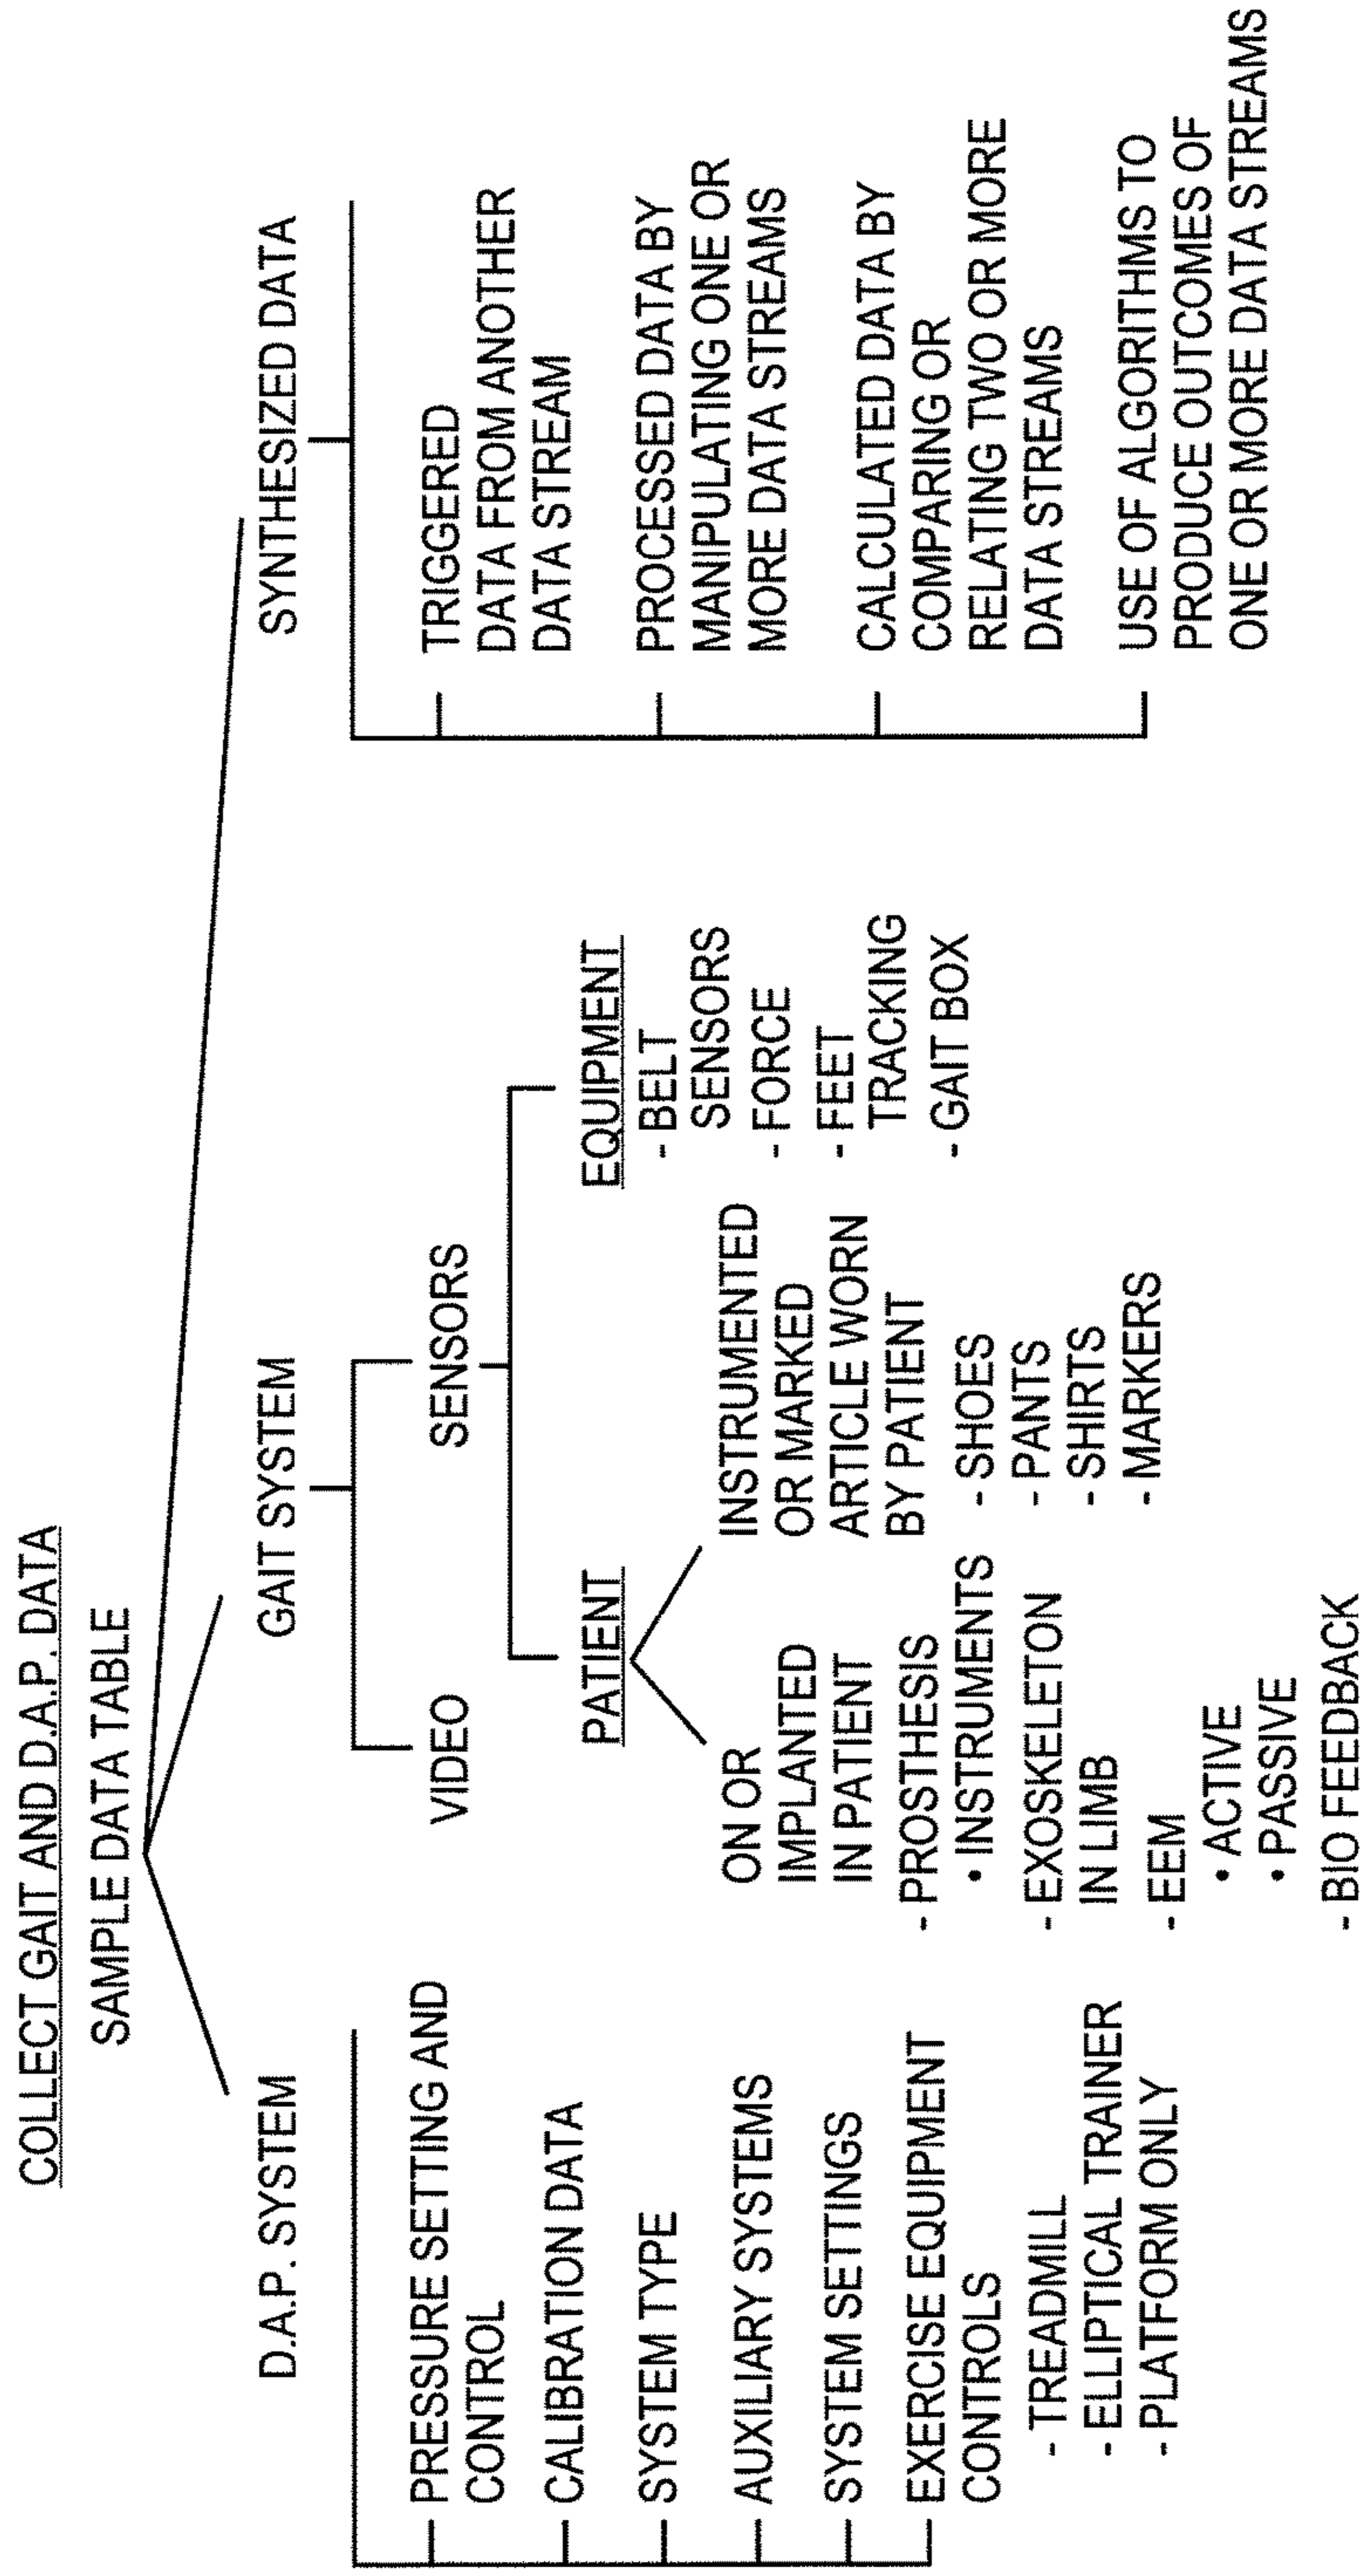 COLLECT GAIT AND D.A.P. DATA
SAMPLE DATA TABLE
D.A.P. SYSTEM
PRESSURE SETTING AND
CONTROL
CALIBRATION DATA
SYSTEM TYPE
AUXILIARY SYSTEMS
SYSTEM SETTINGS
EXERCISE EQUIPMENT
CONTROLS
- TREADMILL
- ELLIPTICAL TRAINER
- PLATFORM ONLY
GAIT SYSTEM
VIDEO
SENSORS
PATIENT
ON OR
IMPLANTED
IN PATIENT
- PROSTHESIS
• INSTRUMENTS
- EXOSKELETON
IN LIMB
- EEM
• ACTIVE
• PASSIVE
- BIO FEEDBACK
INSTRUMENTED
OR MARKED
ARTICLE WORN
BY PATIENT
- SHOES
- PANTS
- SHIRTS
- MARKERS
EQUIPMENT
- BELT
SENSORS
- FORCE
- FEET
TRACKING
- GAIT BOX
SYNTHESIZED DATA
TRIGGERED
DATA FROM ANOTHER
DATA STREAM
PROCESSED DATA BY
MANIPULATING ONE OR
MORE DATA STREAMS
CALCULATED DATA BY
COMPARING OR
RELATING TWO OR MORE
DATA STREAMS
USE OF ALGORITHMS TO
PRODUCE OUTCOMES OF
ONE OR MORE DATA STREAMS